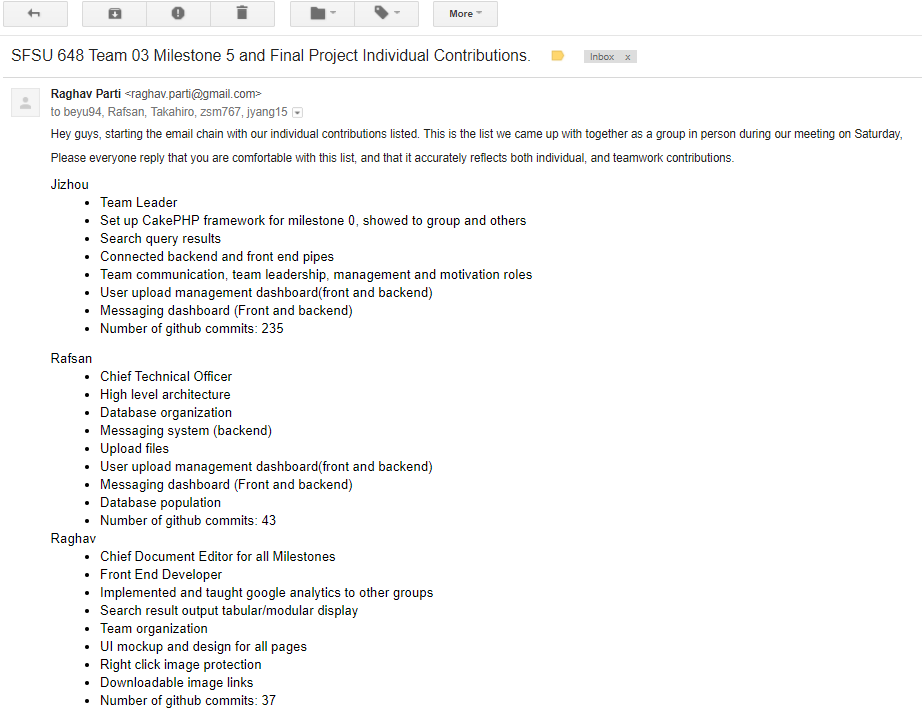 More
SFSU 648 Team 03 Milestone 5 and Final Project Individual Contributions.
Inbox x
Raghav Parti <raghav.parti@gmail.com>
to beyu94, Rafsan, Takahiro, zsm767, jyang15
Hey guys, starting the email chain with our individual contributions listed. This is the list we came up with together as a group in person during our meeting on Saturday,
Please everyone reply that you are comfortable with this list, and that it accurately reflects both individual, and teamwork contributions.
Jizhou
• Team Leader
• Set up CakePHP framework for milestone 0, showed to group and others
• Search query results
• Connected backend and front end pipes
• Team communication, team leadership, management and motivation roles
• User upload management dashboard(front and backend)
• Messaging dashboard (Front and backend)
• Number of github commits: 235
Rafsan
• Chief Technical Officer
• High level architecture
• Database organization
• Messaging system (backend)
• Upload files
• User upload management dashboard(front and backend)
• Messaging dashboard (Front and backend)
• Database population
• Number of github commits: 43
Raghav
• Chief Document Editor for all Milestones
• Front End Developer
• Implemented and taught google analytics to other groups
• Search result output tabular/modular display
• Team organization
• UI mockup and design for all pages
• Right click image protection
• Downloadable image links
• Number of github commits: 37